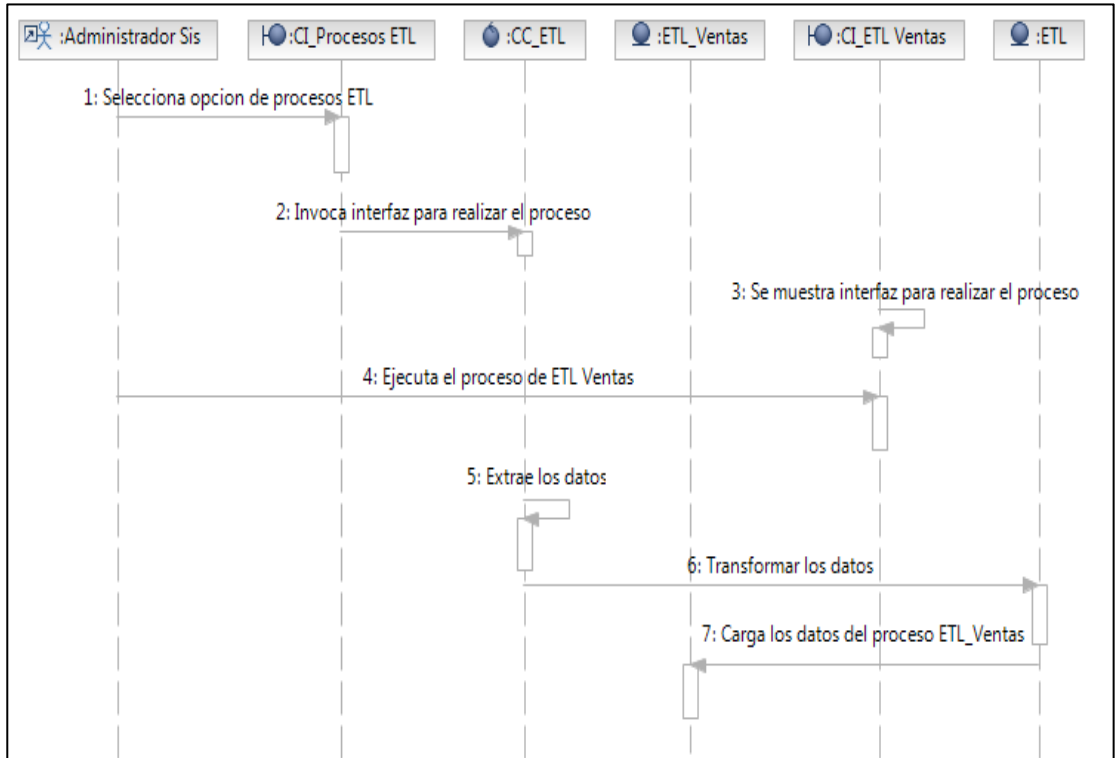 :Administrador Sis
:CI_Procesos ETL
:CC_ETL
:ETL_Ventas
:CI_ETL Ventas
:ETL
1: Selecciona opcion de procesos ETL
2: Invoca interfaz para realizar el proceso
3: Se muestra interfaz para realizar el proceso
4: Ejecuta el proceso de ETL Ventas
5: Extrae los datos
6: Transformar los datos
7: Carga los datos del proceso ETL_Ventas